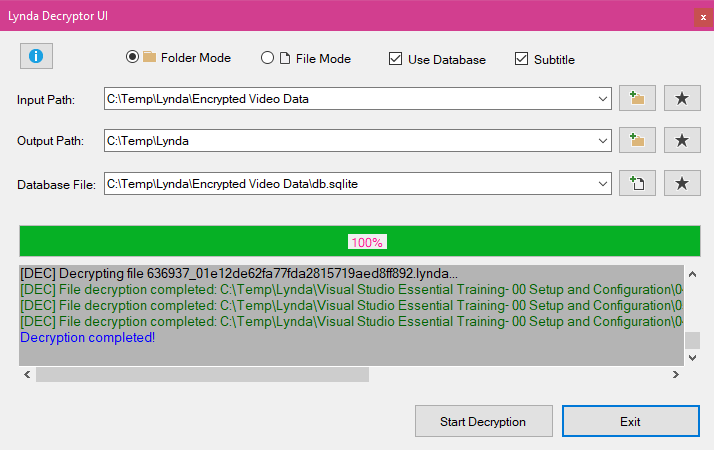 Lynda Decryptor UI
Folder Mode File Mode Use Database Subtitle
Input Path: C:\Temp\Lynda\Encrypted Video Data
Output Path: C:\Temp\Lynda
Database File: C:\Temp\Lynda\Encrypted Video Data\db.sqlite
100%
[DEC] Decrypting file 636937_01e12de62fa77fda2815719aed8ff892.lynda...
[DEC] File decryption completed: C:\Temp\Lynda\Visual Studio Essential Training- 00 Setup and Configuration\0
[DEC] File decryption completed: C:\Temp\Lynda\Visual Studio Essential Training- 00 Setup and Configuration\0
[DEC] File decryption completed: C:\Temp\Lynda\Visual Studio Essential Training- 00 Setup and Configuration\0
Decryption completed!
Start Decryption Exit